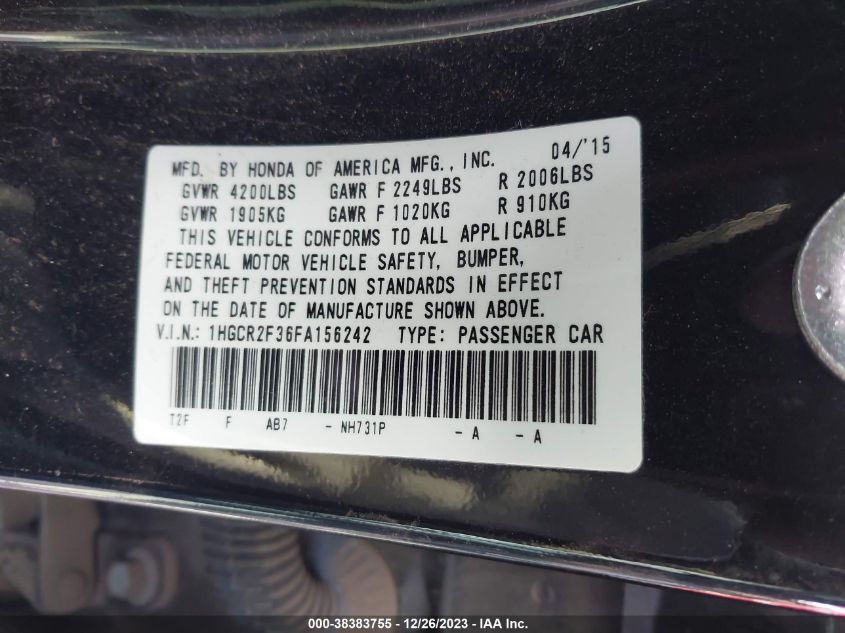 MFD. BY HONDA OF AMERICA MFG., INC. 04/'15
GVWR 4200LBS GAWR F 2249LBS R 2006LBS
GVWR 1905KG GAWR F 1020KG R 910KG
THIS VEHICLE CONFORMS TO ALL APPLICABLE
FEDERAL MOTOR VEHICLE SAFETY, BUMPER,
AND THEFT PREVENTION STANDARDS IN EFFECT
ON THE DATE OF MANUFACTURE SHOWN ABOVE.
V.I.N.: 1HGCR2F36FA156242 TYPE: PASSENGER CAR
T2F F AB7 - NH731P - A - A
000-38383755 - 12/26/2023 - IAA Inc.